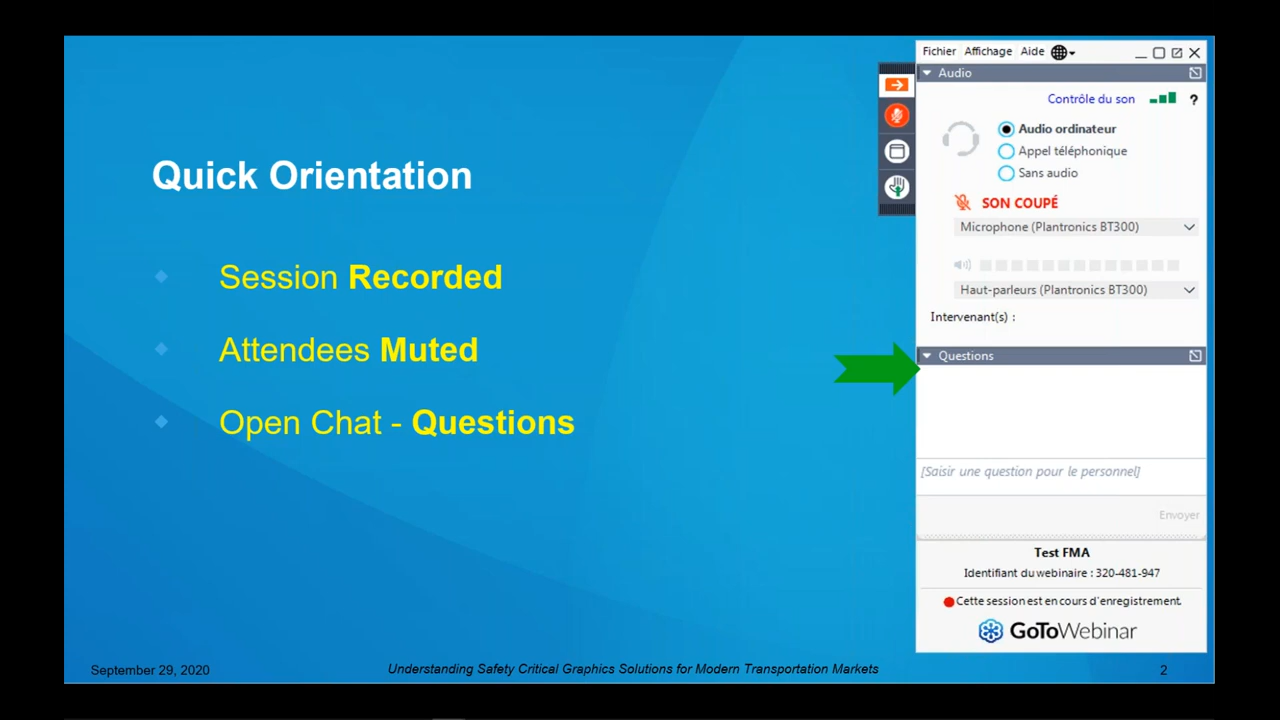 Quick Orientation
Session Recorded
Attendees Muted
Open Chat - Questions
Fichier Affichage Aide
Audio
Contrôle du son ?
Audio ordinateur
Appel téléphonique
Sans audio
SON COUPÉ
Microphone (Plantronics BT300)
Haut-parleurs (Plantronics BT300)
Intervenant(s) :
Questions
[Saisir une question pour le personnel]
Envoyer
Test FMA
Identifiant du webinaire : 320-481-947
Cette session est en cours d'enregistrement.
GoToWebinar
September 29, 2020
Understanding Safety Critical Graphics Solutions for Modern Transportation Markets
2